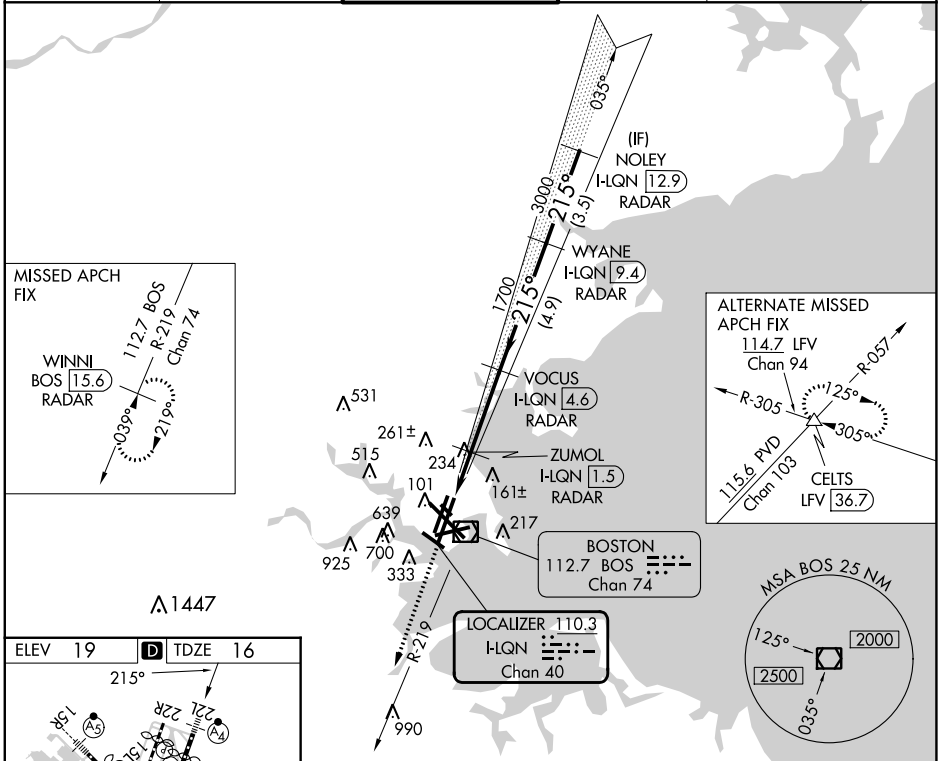 035°
(IF)
NOLEY
I-LQN 12.9
RADAR
3000
215°
(3.5)
WYANE
I-LQN 9.4
RADAR
1700
215°
(4.9)
VOCUS
I-LQN 4.6
RADAR
ZUMOL
I-LQN 1.5
RADAR
MISSED APCH
FIX
112.7 BOS
R-219
Chan 74
WINNI
BOS 15.6
RADAR
039°
219°
ALTERNATE MISSED
APCH FIX
114.7 LFV
Chan 94
R-057
R-305
125°
305°
115.6 PVD
Chan 103
CELTS
LFV 36.7
531
261±
515
234
101
161±
639
217
700
925
333
1447
990
R-219
BOSTON
112.7 BOS
Chan 74
LOCALIZER 110.3
I-LQN
Chan 40
MSA BOS 25 NM
125°
2000
2500
035°
ELEV 19 D TDZE 16
215°
15R
A5
22R
22L
A4
P